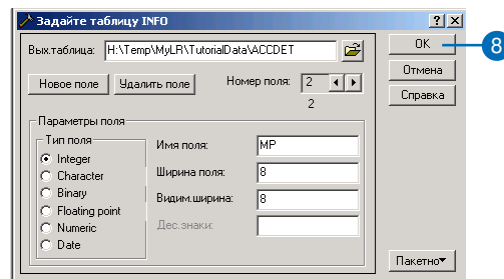 Задайте таблицу INFO
? ×
Вых.таблица: H:\Temp\MyLR\TutorialData\ACCDET
OK
8
Отмена
Новое поле Удалить поле Номер поля: 2
Справка
2
Параметры поля
Тип поля
Integer
Character
Binary
Floating point
Numeric
Date
Имя поля: MP
Ширина поля: 8
Видим.ширина: 8
Дес.знаки:
Пакетно